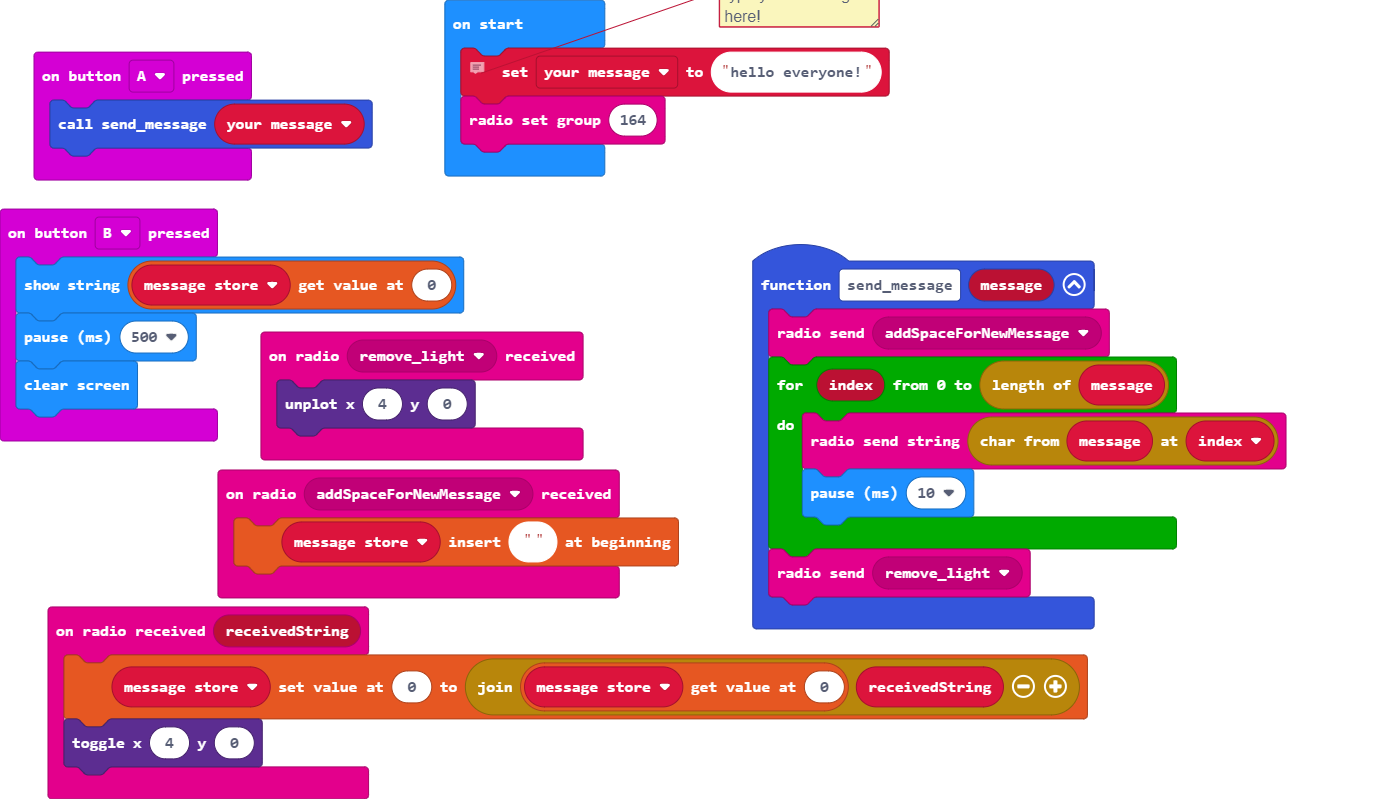 here!
on start
set your message to "hello everyone!"
radio set group 164
on button A pressed
call send_message your message
on button B pressed
show string message store get value at 0
pause (ms) 500
clear screen
on radio remove_light received
unplot x 4 y 0
on radio addSpaceForNewMessage received
message store insert " " at beginning
on radio received receivedString
message store set value at 0 to join message store get value at 0 receivedString
toggle x 4 y 0
function send_message message
radio send addSpaceForNewMessage
for index from 0 to length of message
do
radio send string char from message at index
pause (ms) 10
radio send remove_light